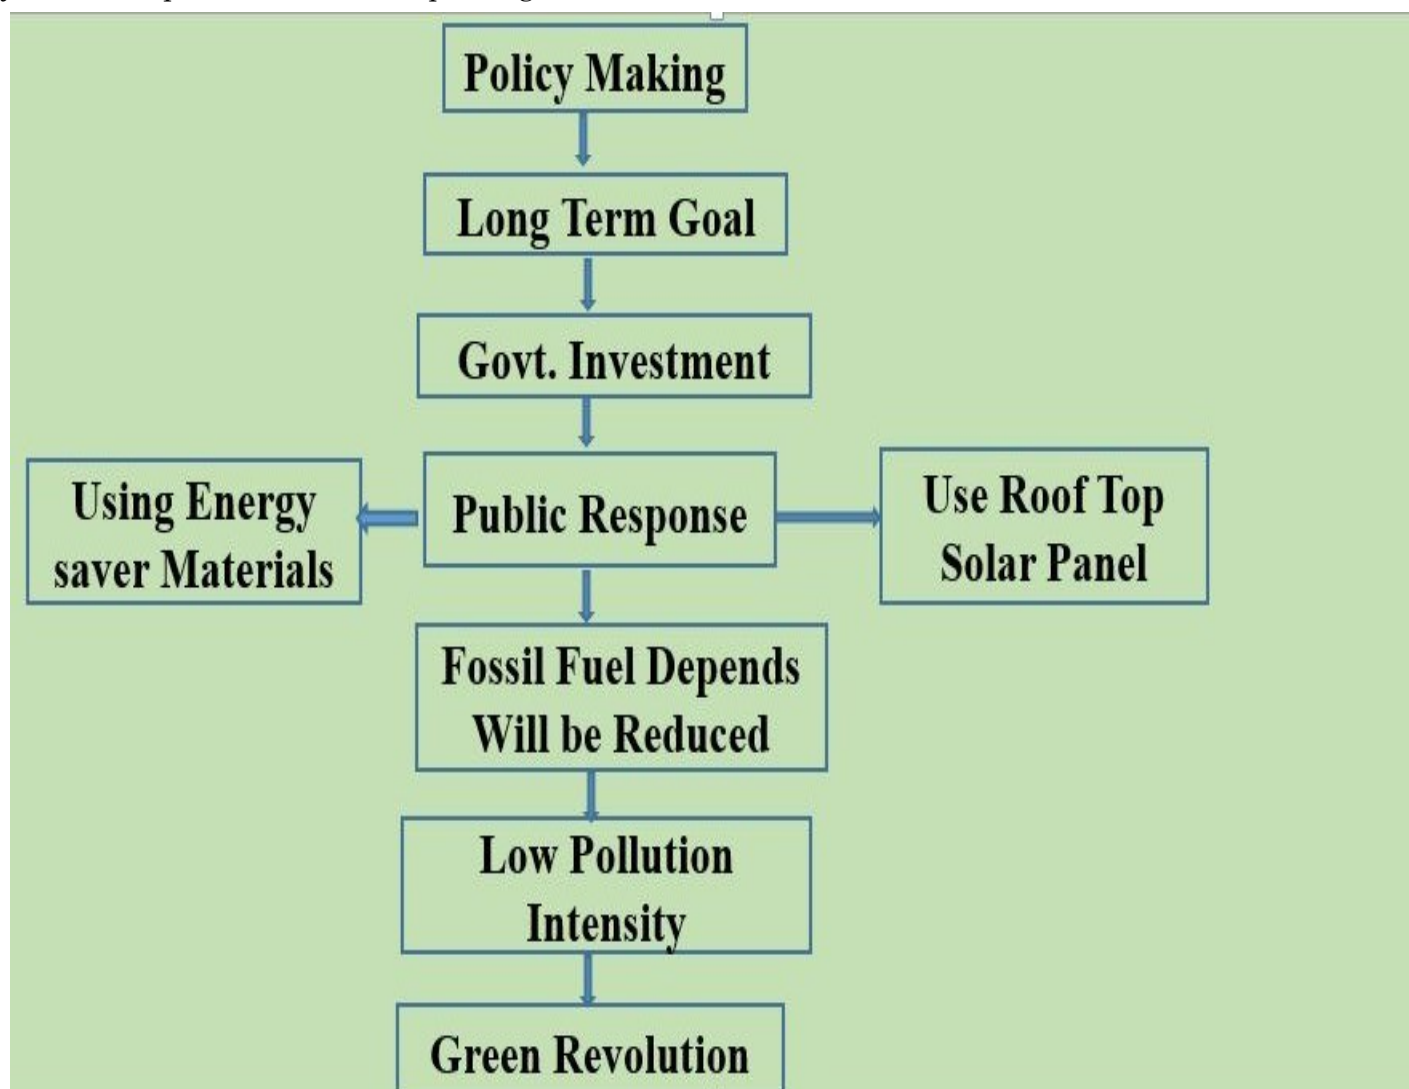 Policy Making
Long Term Goal
Govt. Investment
Using Energy
saver Materials
Public Response
Use Roof Top
Solar Panel
Fossil Fuel Depends
Will be Reduced
Low Pollution
Intensity
Green Revolution